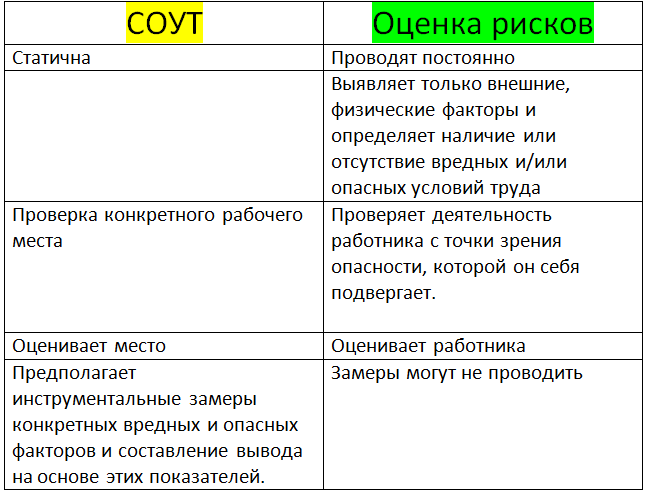 СОУТ
Оценка рисков
Статична
Проводят постоянно
Выявляет только внешние,
физические факторы и
определяет наличие или
отсутствие вредных и/или
опасных условий труда
Проверка конкретного рабочего
места
Проверяет деятельность
работника с точки зрения
опасности, которой он себя
подвергает.
Оценивает место
Оценивает работника
Предполагает
инструментальные замеры
конкретных вредных и опасных
факторов и составление вывода
на основе этих показателей.
Замеры могут не проводить